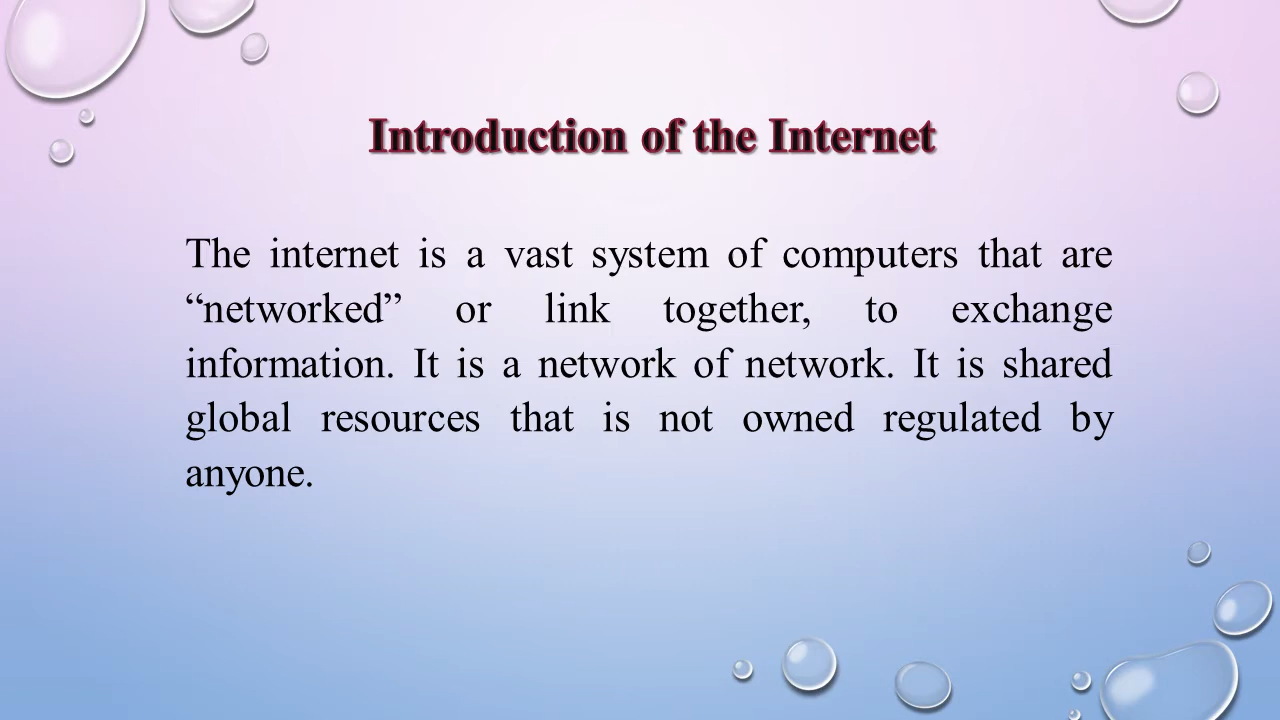 Introduction of the Internet
The internet is a vast system of computers that are
“networked” or link together, to exchange
information. It is a network of network. It is shared
global resources that is not owned regulated by
anyone.